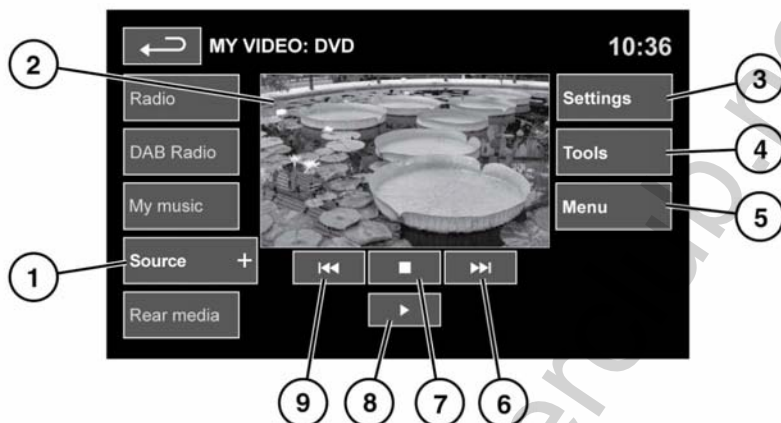 MY VIDEO: DVD
10:36
2
Radio
Settings
3
DAB Radio
Tools
4
My music
Menu
5
1
Source +
Rear media
9
8
7
6